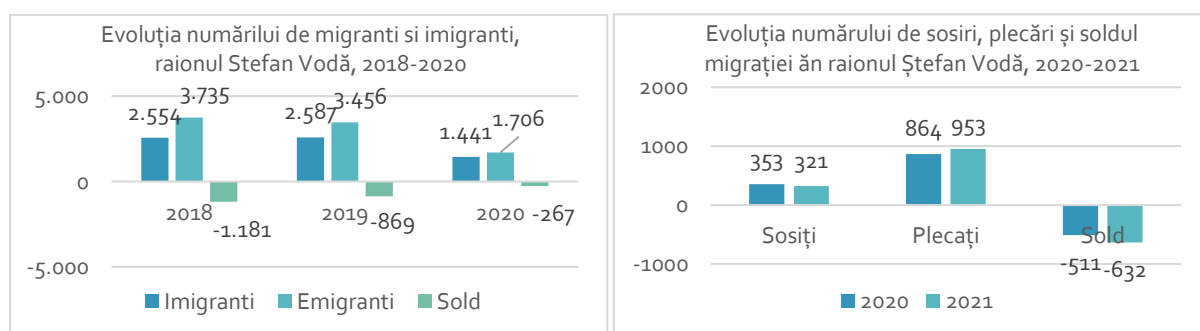 Evoluția numărilui de migranti si imigranti,
raionul Stefan Vodă, 2018-2020
5.000
0
-5.000
2.554
3.735
2.587
3.456
1.441
1.706
2018
2019
2020
-1.181
-869
-267
Imigranti
Emigranti
Sold
Evoluția numărului de sosiri, plecări și soldul
migrației ăn raionul Ștefan Vodă, 2020-2021
2000
1000
0
-1000
353
321
864
953
Sosiți
Plecați
Sold
-511
-632
2020
2021